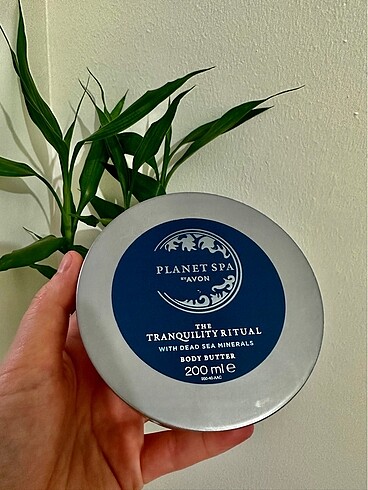 PLANET SPA
BY AVON
THE
TRANQUILITY RITUAL
WITH DEAD SEA MINERALS
BODY BUTTER
200 ml e